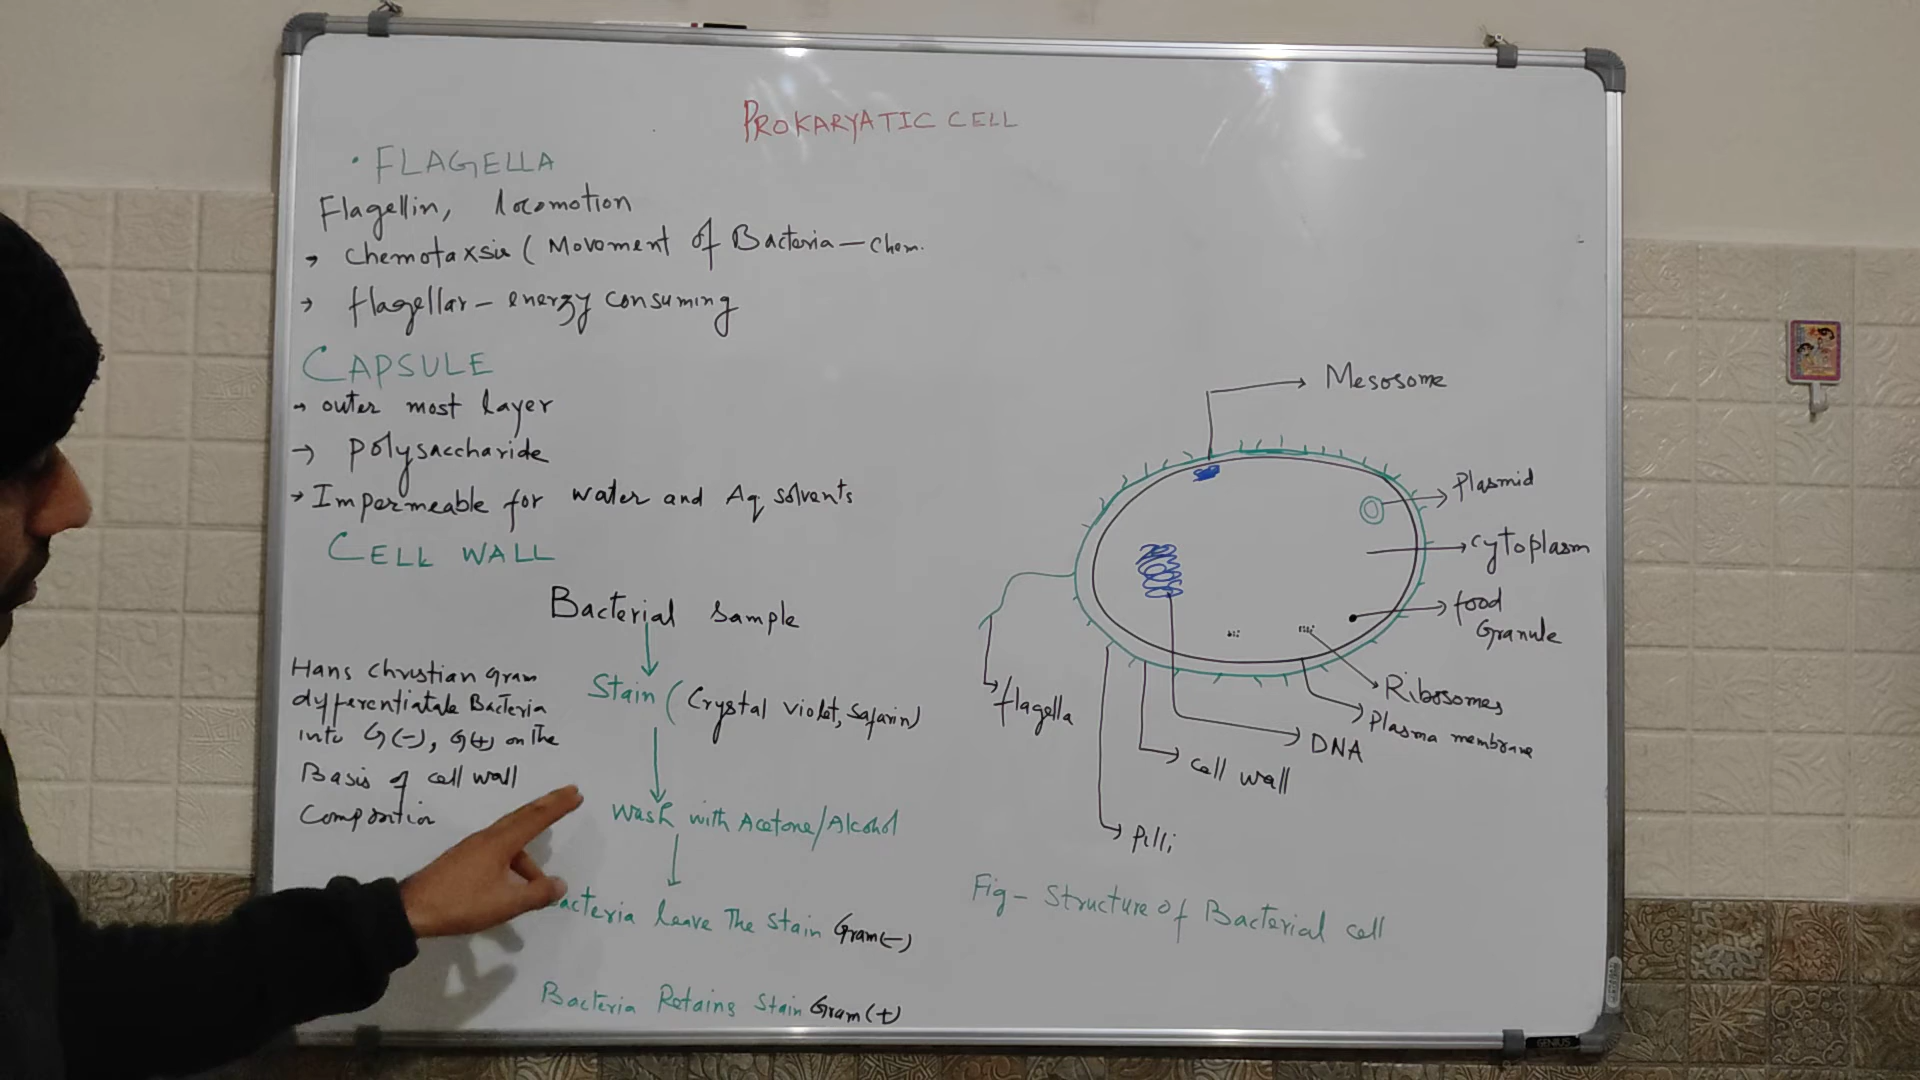 PROKARYATIC CELL
• FLAGELLA
Flagellin, locomotion
→ Chemotaxsis ( Movoment of Bacteria — Chem.
→ flagellar - energy consuming
CAPSULE
→ outer most layer
→ Polysaccharide
→ Impermeable for water and Aq solvents
CELL WALL
Bacterial sample
Hans Christian Gram
differentiatate Bacteria
into G(-), G(+) on The
Basis of cell wall
Composition
Stain ( Crystal violet, Safarin)
Wash with Acetone/Alcohol
acteria leave The Stain Gram(-)
Bacteria Retains Stain Gram(+)
Mesosome
Plasmid
Cytoplasm
food
Granule
Ribosomes
Plasma membrane
DNA
Cell wall
Pilli
flagella
Fig - Structure of Bacterial cell
GENIUS